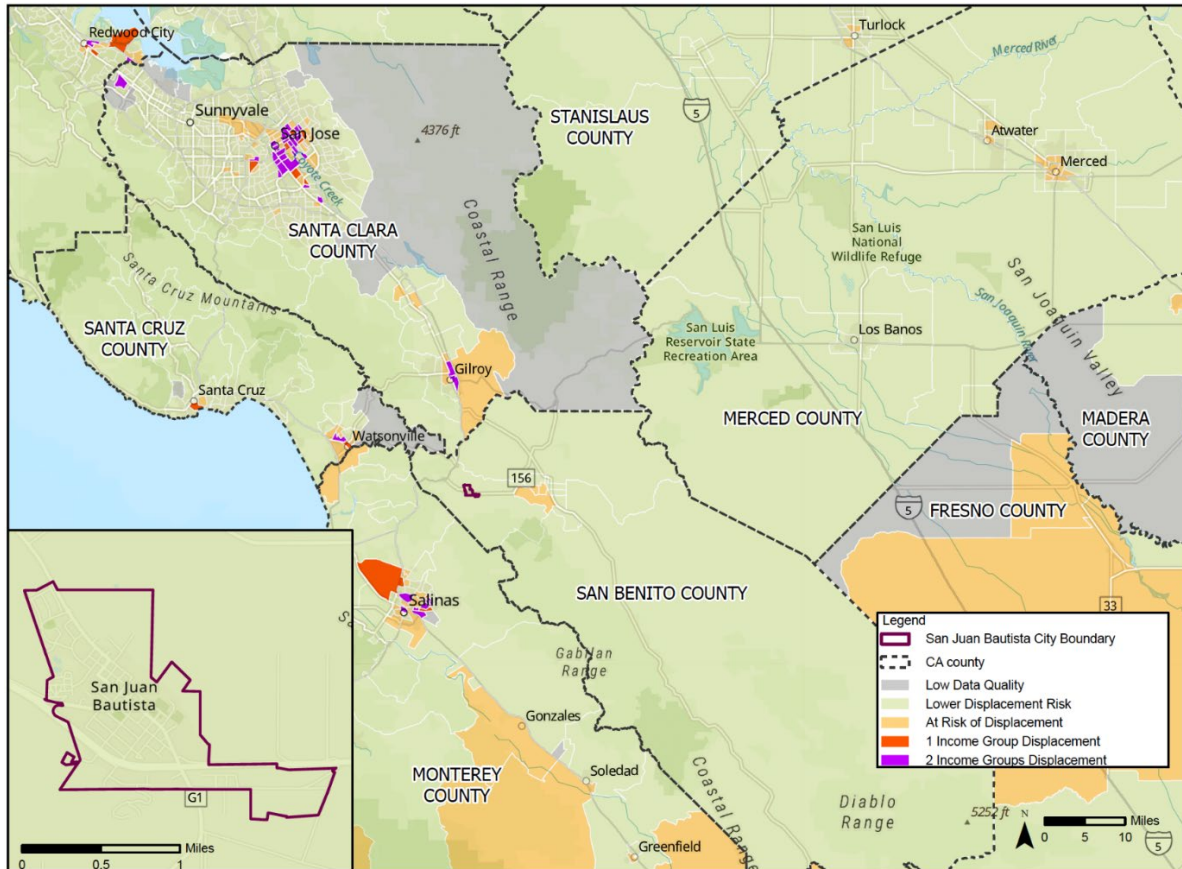 Redwood City
Sunnyvale
San Jose
Coyote Creek
4376 ft
STANISLAUS
COUNTY
Turlock
Merced River
5
Atwater
Merced
SANTA CLARA
COUNTY
Coastal Range
San Luis
National
Wildlife Refuge
San Joaquin Valley
San Joaquin River
Santa Cruz Mountains
SANTA CRUZ
COUNTY
San Luis
Reservoir State
Recreation Area
Los Banos
Santa Cruz
Gilroy
MERCED COUNTY
MADERA
COUNTY
Watsonville
156
5
FRESNO COUNTY
SAN BENITO COUNTY
33
Salinas
Gabilan
Range
Gonzales
MONTEREY
COUNTY
Soledad
Coastal Range
Diablo
Range
5252 ft
Greenfield
5
Legend
San Juan Bautista City Boundary
CA county
Low Data Quality
Lower Displacement Risk
At Risk of Displacement
1 Income Group Displacement
2 Income Groups Displacement
N
Miles
0 5 10
San Juan
Bautista
G1
Miles
0 0.5 1